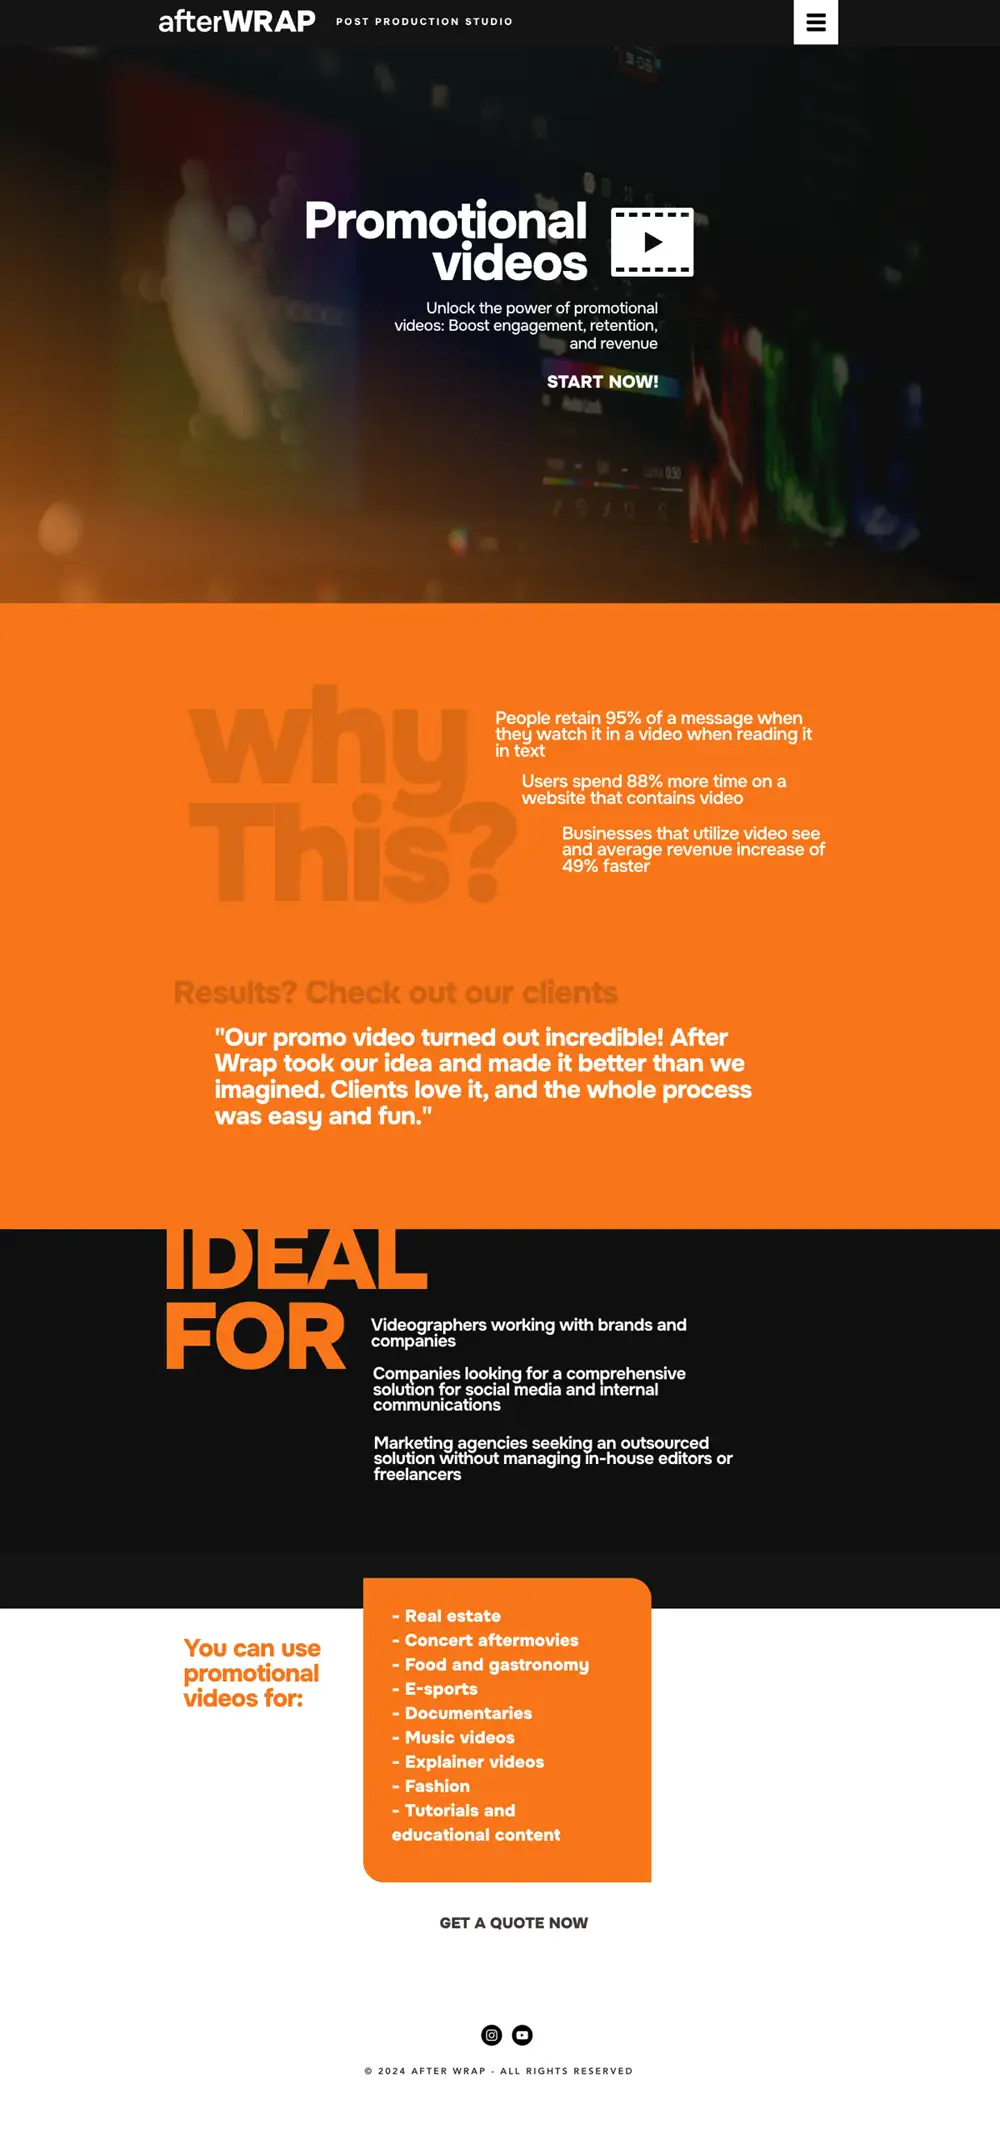 afterWRAP POST PRODUCTION STUDIO
Promotional
videos
Unlock the power of promotional
videos: Boost engagement, retention,
and revenue
START NOW!
why
This?
People retain 95% of a message when
they watch it in a video when reading it
in text
Users spend 88% more time on a
website that contains video
Businesses that utilize video see
and average revenue increase of
49% faster
Results? Check out our clients
"Our promo video turned out incredible! After
Wrap took our idea and made it better than we
imagined. Clients love it, and the whole process
was easy and fun."
IDEAL
FOR
Videographers working with brands and
companies
Companies looking for a comprehensive
solution for social media and internal
communications
Marketing agencies seeking an outsourced
solution without managing in-house editors or
freelancers
You can use
promotional
videos for:
- Real estate
- Concert aftermovies
- Food and gastronomy
- E-sports
- Documentaries
- Music videos
- Explainer videos
- Fashion
- Tutorials and
educational content
GET A QUOTE NOW
© 2024 AFTER WRAP - ALL RIGHTS RESERVED